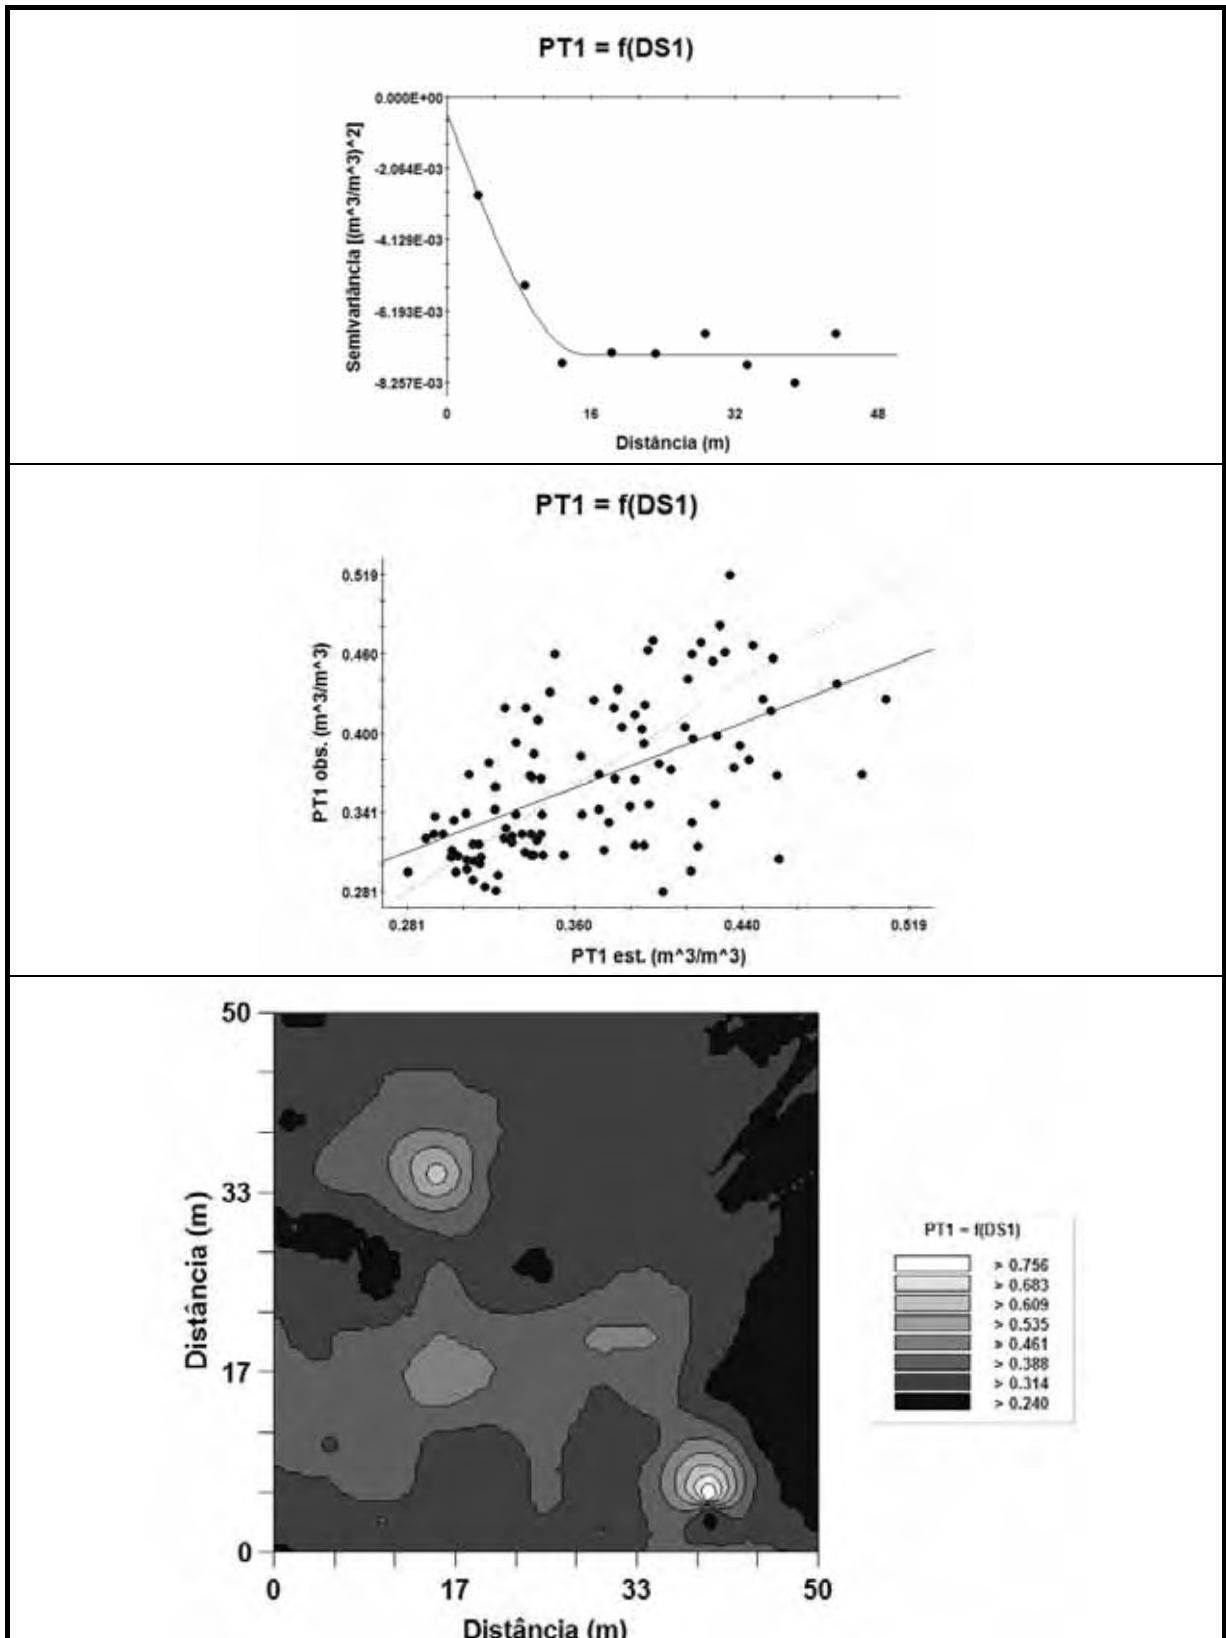 PT1 = f(DS1)
0.000E+00
-2.064E-03
-4.129E-03
-6.193E-03
-8.257E-03
Semivariância [(m^3/m^3)^2]
0 16 32 48
Distância (m)
PT1 = f(DS1)
0.519
0.460
0.400
0.341
0.281
PT1 obs. (m^3/m^3)
0.281 0.360 0.440 0.519
PT1 est. (m^3/m^3)
50
33
17
0
Distância (m)
0 17 33 50
Distância (m)
PT1 = f(DS1)
> 0.756
> 0.683
> 0.609
> 0.535
> 0.461
> 0.388
> 0.314
> 0.240